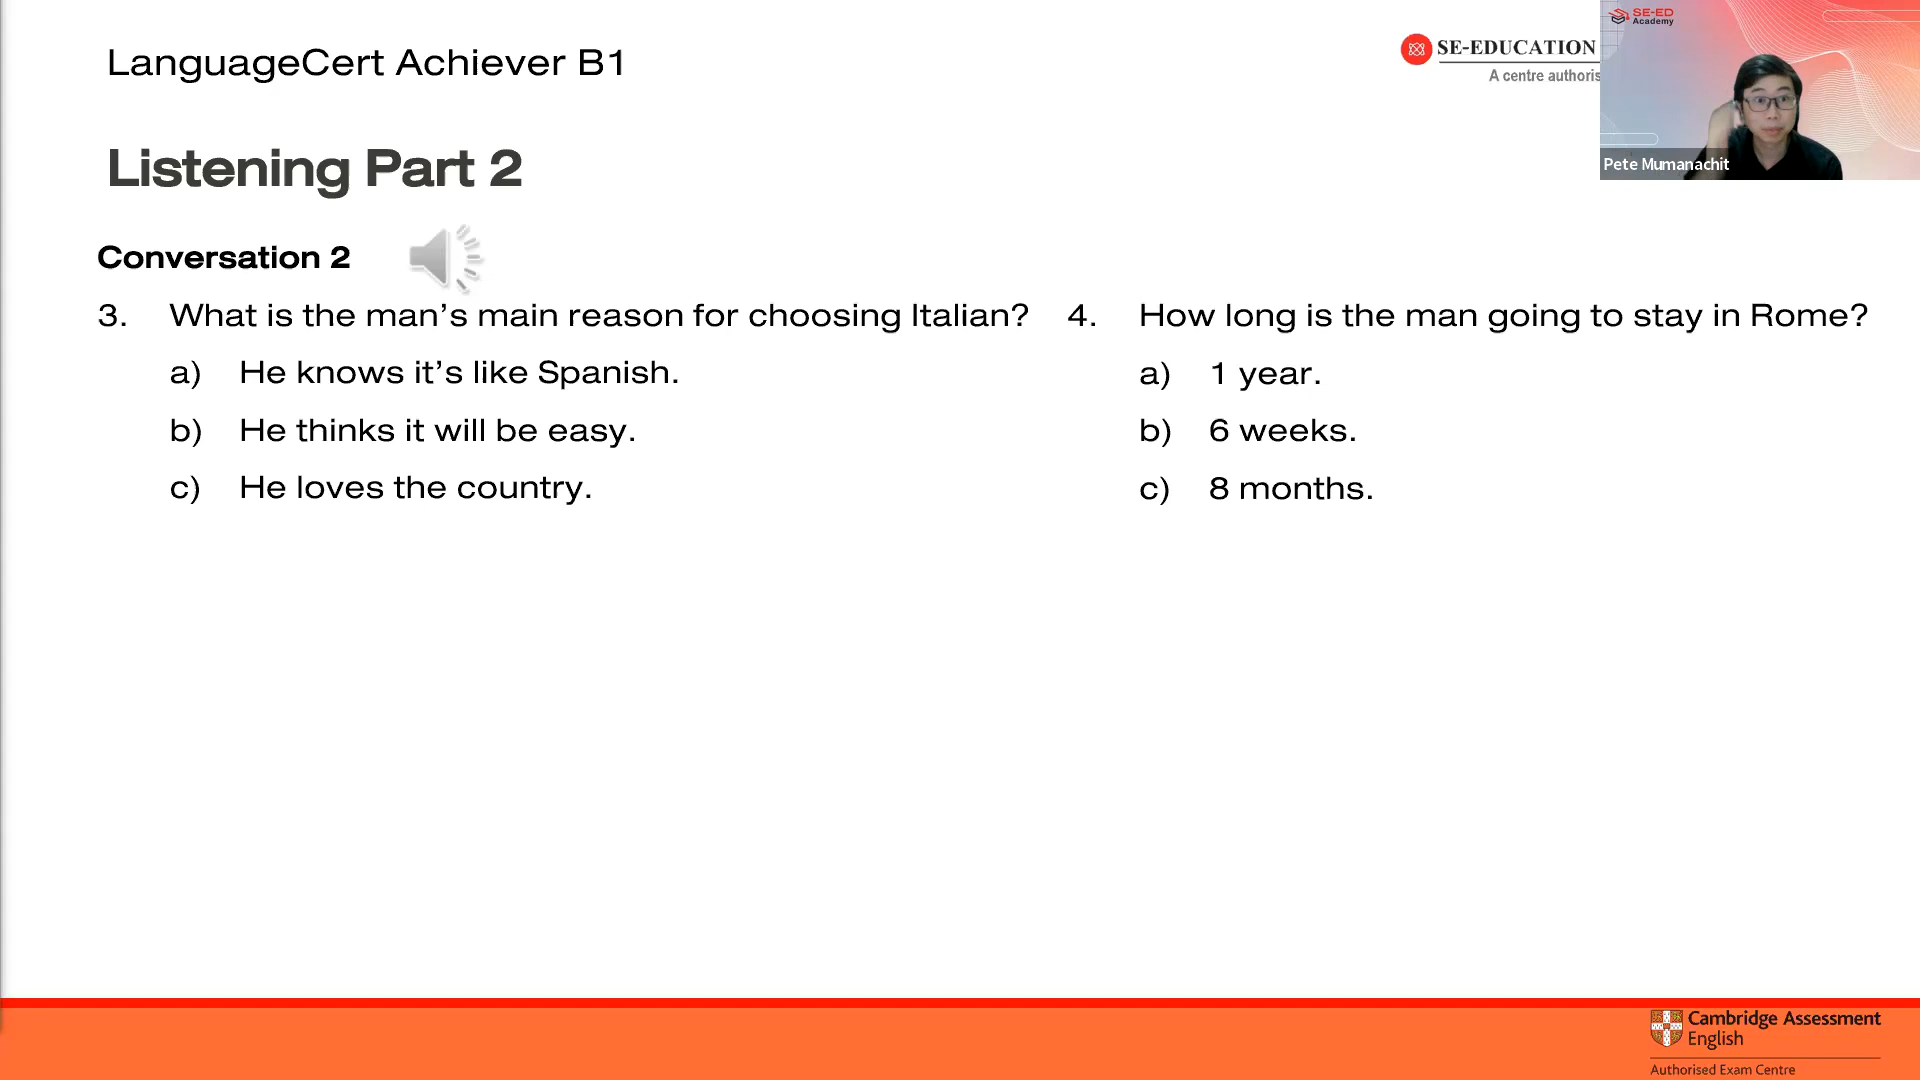 LanguageCert Achiever B1
SE-EDUCATION
A centre authoris
SE-ED
Academy
Pete Mumanachit
Listening Part 2
Conversation 2
3. What is the man’s main reason for choosing Italian?
a) He knows it’s like Spanish.
b) He thinks it will be easy.
c) He loves the country.
4. How long is the man going to stay in Rome?
a) 1 year.
b) 6 weeks.
c) 8 months.
Cambridge Assessment
English
Authorised Exam Centre